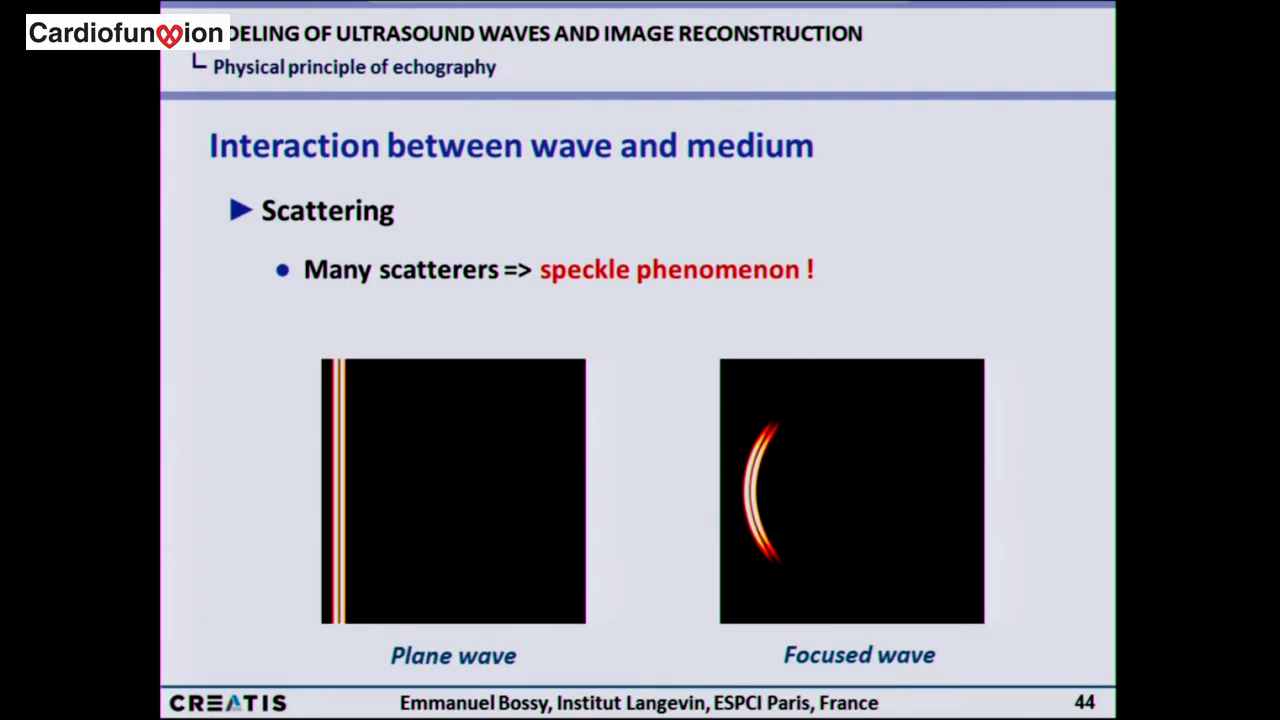 Cardiofunxion
DELING OF ULTRASOUND WAVES AND IMAGE RECONSTRUCTION
Physical principle of echography
Interaction between wave and medium
Scattering
Many scatterers => speckle phenomenon !
Plane wave
Focused wave
CREATIS
Emmanuel Bossy, Institut Langevin, ESPCI Paris, France
44